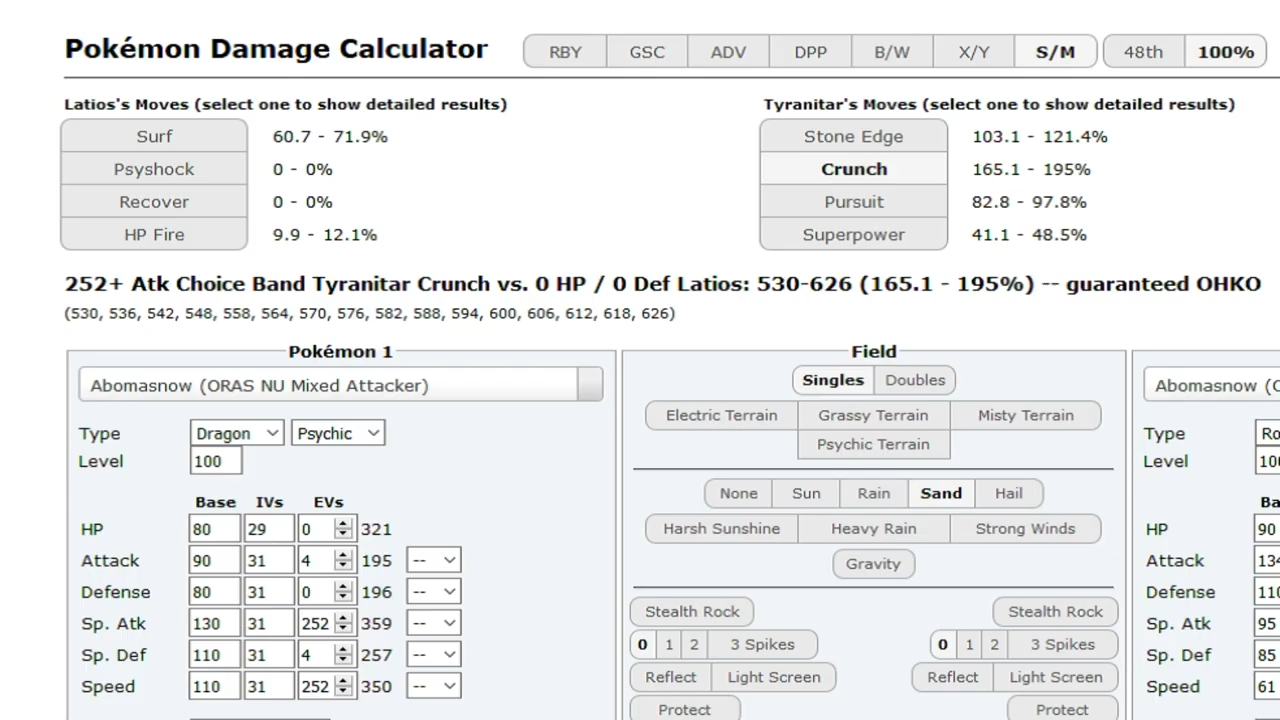 Pokémon Damage Calculator RBY GSC ADV DPP B/W X/Y S/M 48th 100%
Latios's Moves (select one to show detailed results) Tyranitar's Moves (select one to show detailed results)
Surf 60.7 - 71.9% Stone Edge 103.1 - 121.4%
Psyshock 0 - 0% Crunch 165.1 - 195%
Recover 0 - 0% Pursuit 82.8 - 97.8%
HP Fire 9.9 - 12.1% Superpower 41.1 - 48.5%
252+ Atk Choice Band Tyranitar Crunch vs. 0 HP / 0 Def Latios: 530-626 (165.1 - 195%) -- guaranteed OHKO
(530, 536, 542, 548, 558, 564, 570, 576, 582, 588, 594, 600, 606, 612, 618, 626)
Pokémon 1
Abomasnow (ORAS NU Mixed Attacker)
Type Dragon Psychic
Level 100
Base IVs EVs
HP 80 29 0 321
Attack 90 31 4 195 --
Defense 80 31 0 196 --
Sp. Atk 130 31 252 359 --
Sp. Def 110 31 4 257 --
Speed 110 31 252 350 --
Field
Singles Doubles
Electric Terrain Grassy Terrain Misty Terrain
Psychic Terrain
None Sun Rain Sand Hail
Harsh Sunshine Heavy Rain Strong Winds
Gravity
Stealth Rock Stealth Rock
0 1 2 3 Spikes 0 1 2 3 Spikes
Reflect Light Screen Reflect Light Screen
Protect Protect
Abomasnow (O
Type Ro
Level 100
Ba
HP 90
Attack 134
Defense 110
Sp. Atk 95
Sp. Def 85
Speed 61